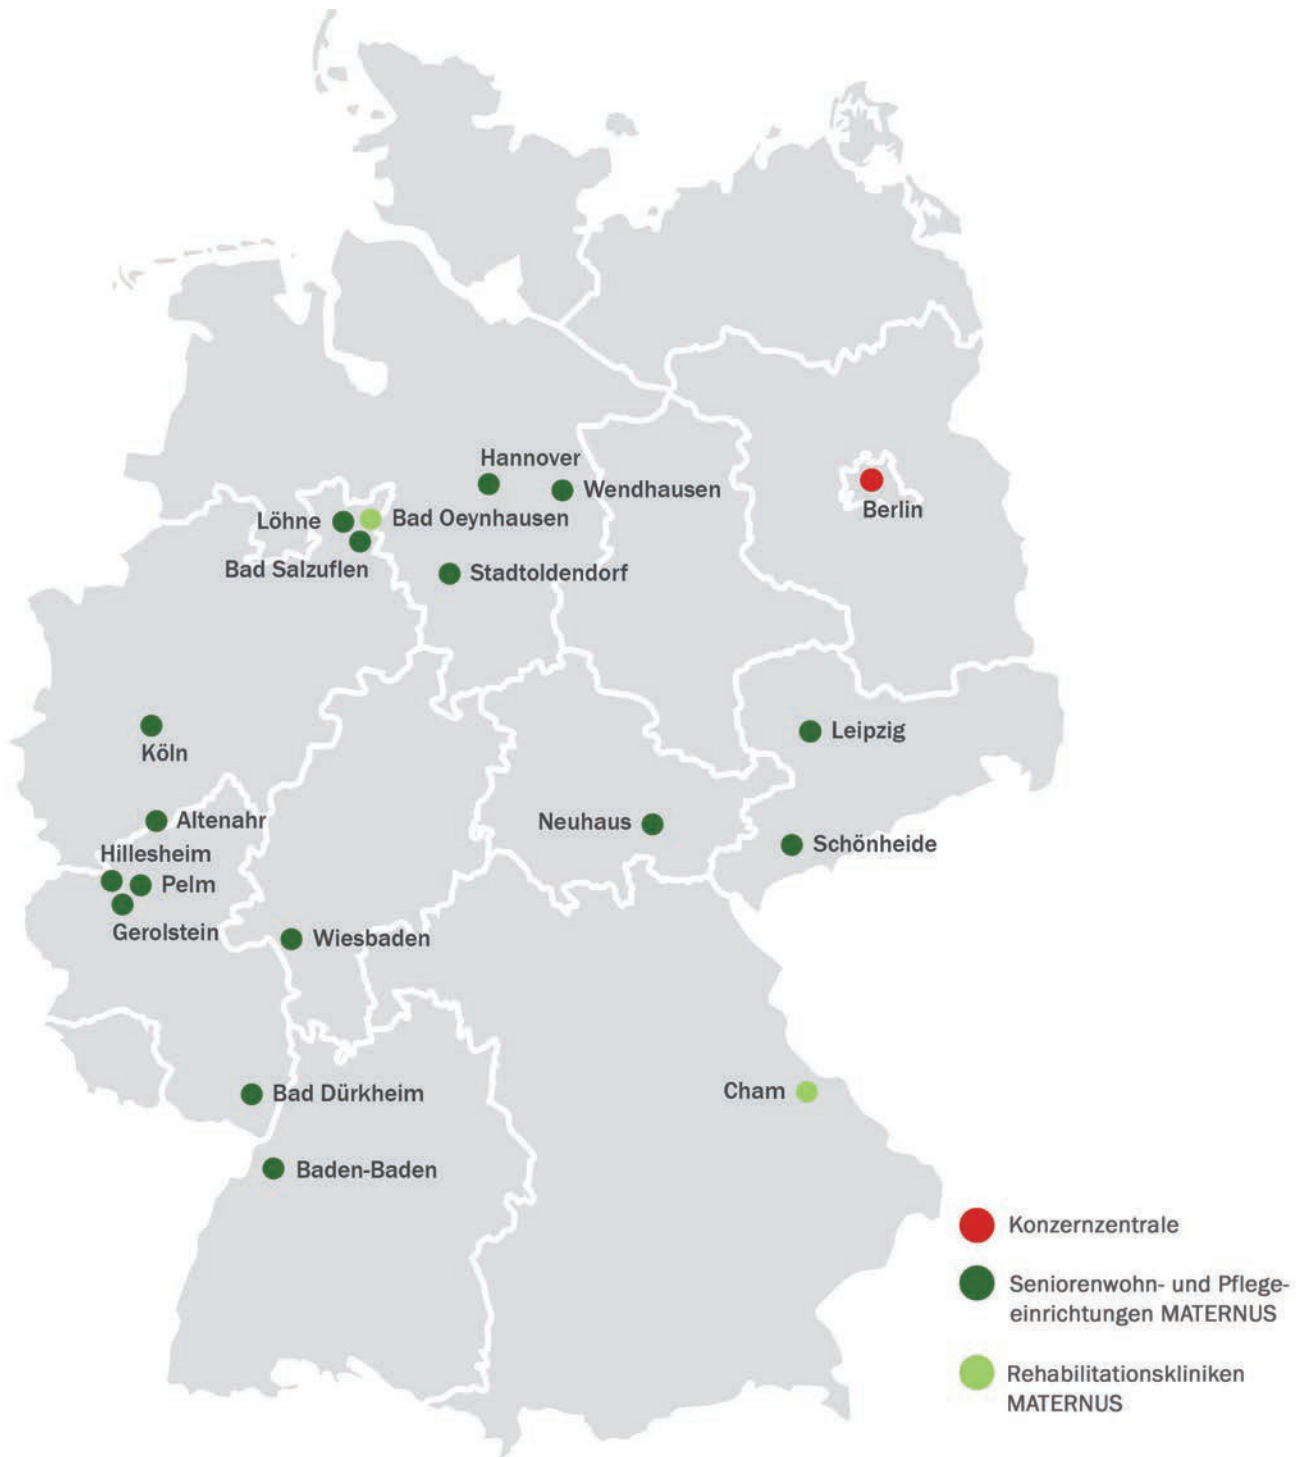 Hannover
Wendhausen
Berlin
Löhne
Bad Oeynhausen
Bad Salzuflen
Stadtoldendorf
Köln
Leipzig
Altenahr
Neuhaus
Schönheide
Hillesheim
Pelm
Gerolstein
Wiesbaden
Bad Dürkheim
Cham
Baden-Baden
Konzernzentrale
Seniorenwohn- und Pflege-
einrichtungen MATERNUS
Rehabilitationskliniken
MATERNUS